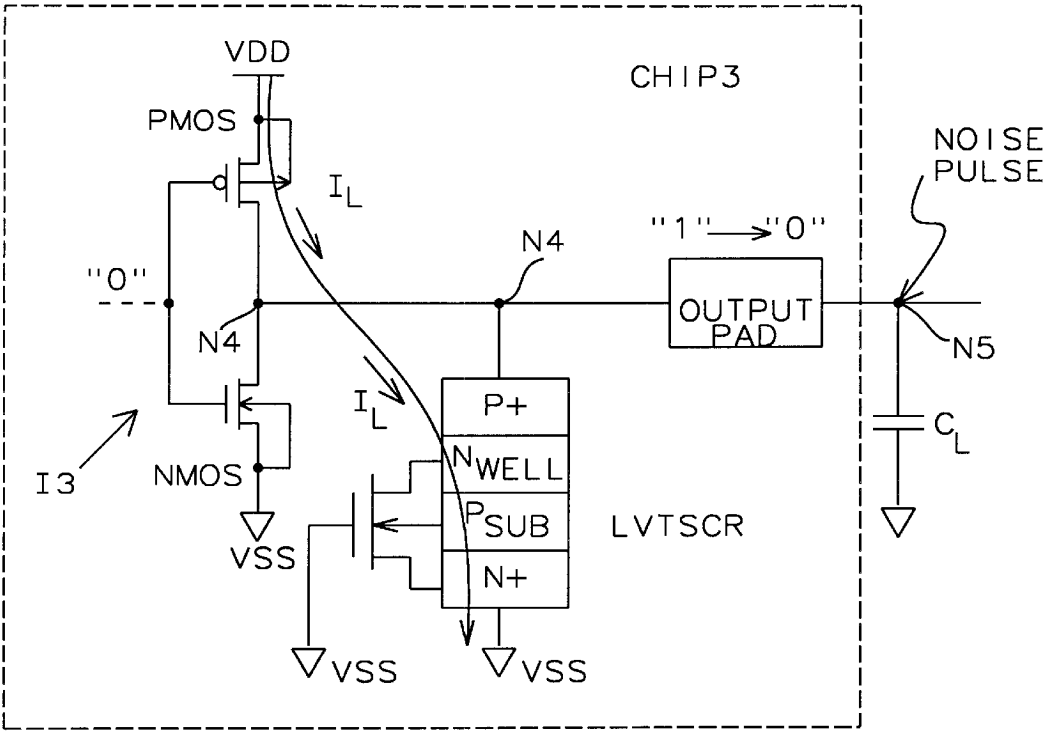 VDD
CHIP3
PMOS
NOISE
PULSE
I_L
"1" → "0"
N4
"0"
OUTPUT
PAD
N4
N5
I_L
P+
C_L
N_WELL
I3
NMOS
P_SUB
LVTSCR
VSS
N+
VSS
VSS